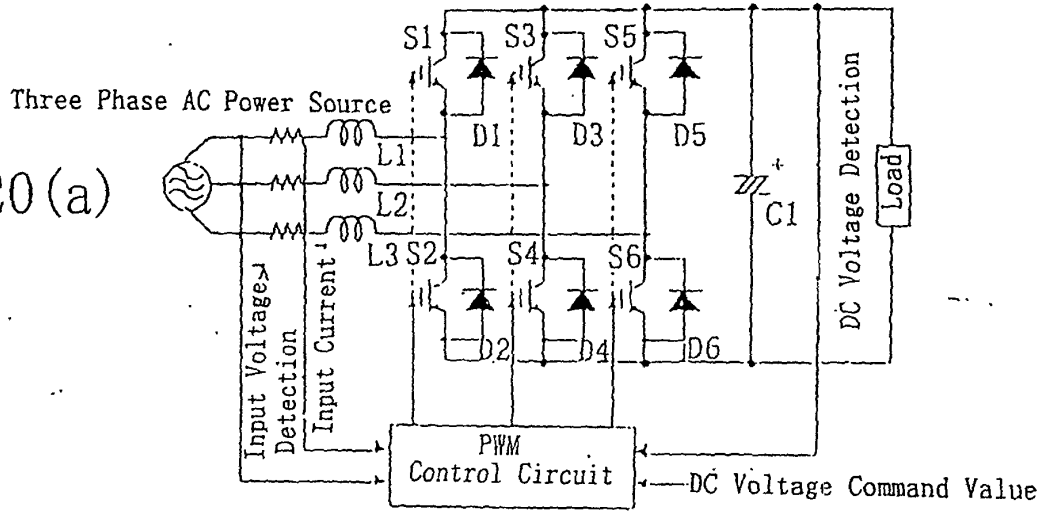 S1
S3
S5
Three Phase AC Power Source
D1
D3
D5
L1
L2
L3
20(a)
S2
S4
S6
D2
D4
D6
+
C1
Load
DC Voltage Detection
Input Voltage
Detection
Input Current
PWM
Control Circuit
DC Voltage Command Value